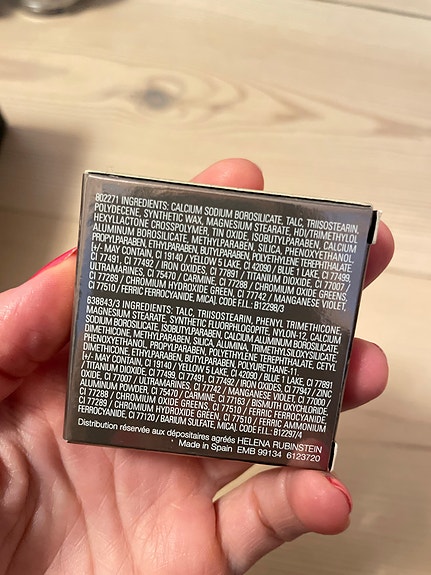 802271 INGREDIENTS: CALCIUM SODIUM BOROSILICATE, TALC, TRIISOSTEARIN,
POLYDECENE, SYNTHETIC WAX, MAGNESIUM STEARATE, HDI/TRIMETHYLOL
HEXYLLACTONE CROSSPOLYMER, TIN OXIDE, ISOBUTYLPARABEN, CALCIUM
ALUMINUM BOROSILICATE, METHYLPARABEN, SILICA, PHENOXYETHANOL,
PROPYLPARABEN, ETHYLPARABEN, BUTYLPARABEN, POLYETHYLENE TEREPHTHALATE,
[+/- MAY CONTAIN, CI 19140 / YELLOW 5 LAKE, CI 42090 / BLUE 1 LAKE, CI 77499,
CI 77491, CI 77492 / IRON OXIDES, CI 77891 / TITANIUM DIOXIDE, CI 77007 /
ULTRAMARINES, CI 75470 / CARMINE, CI 77288 / CHROMIUM OXIDE GREENS,
CI 77289 / CHROMIUM HYDROXIDE GREEN, CI 77742 / MANGANESE VIOLET,
CI 77510 / FERRIC FERROCYANIDE, MICA]. CODE F.I.L.: B12298/3
638843/3 INGREDIENTS: TALC, TRIISOSTEARIN, PHENYL TRIMETHICONE,
MAGNESIUM STEARATE, SYNTHETIC FLUORPHLOGOPITE, NYLON-12, CALCIUM
SODIUM BOROSILICATE, ISOBUTYLPARABEN, CALCIUM ALUMINUM BOROSILICATE,
DIMETHICONE, METHYLPARABEN, SILICA, ALUMINA, TRIMETHYLSILOXYSILICATE,
PHENOXYETHANOL, PROPYLPARABEN, POLYETHYLENE TEREPHTHALATE, CETYL
DIMETHICONE, ETHYLPARABEN, BUTYLPARABEN, POLYURETHANE-11,
[+/- MAY CONTAIN, CI 19140 / YELLOW 5 LAKE, CI 42090 / BLUE 1 LAKE, CI 77891
/ TITANIUM DIOXIDE, CI 77499, CI 77491, CI 77492 / IRON OXIDES, CI 77947 / ZINC
OXIDE, CI 77007 / ULTRAMARINES, CI 77742 / MANGANESE VIOLET, CI 77000 /
ALUMINUM POWDER, CI 75470 / CARMINE, CI 77163 / BISMUTH OXYCHLORIDE,
CI 77288 / CHROMIUM OXIDE GREENS, CI 77510 / FERRIC FERROCYANIDE,
CI 77289 / CHROMIUM HYDROXIDE GREEN, CI 77510 / FERRIC AMMONIUM
FERROCYANIDE, CI 77120 / BARIUM SULFATE, MICA]. CODE F.I.L.: B12297/4
Distribution réservée aux dépositaires agréés HELENA RUBINSTEIN
Made in Spain EMB 99134 6123720